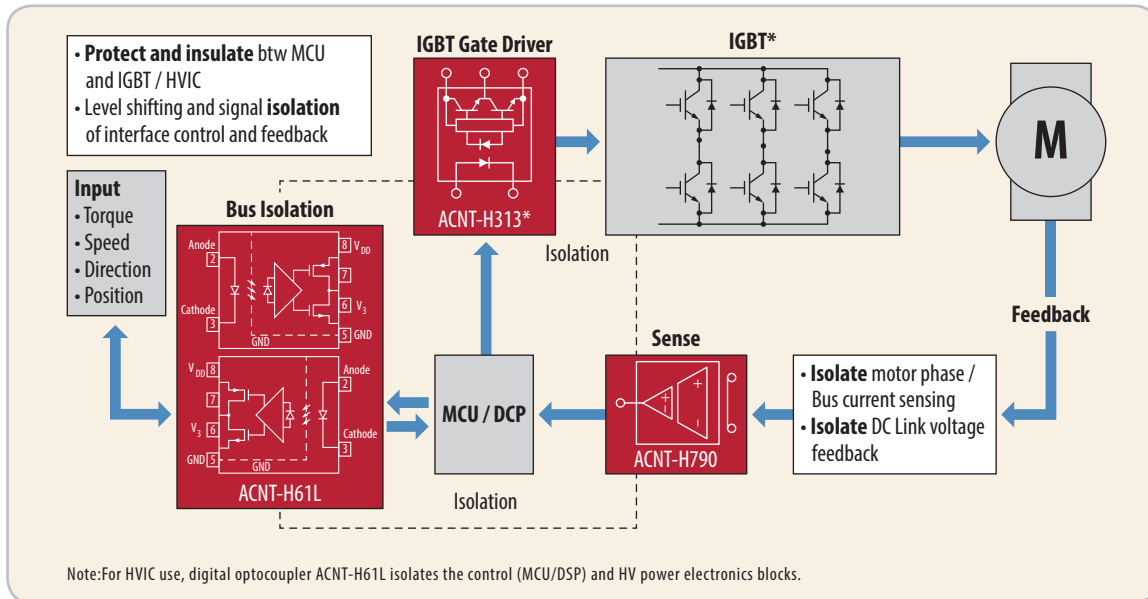 • Protect and insulate btw MCU
and IGBT / HVIC
• Level shifting and signal isolation
of interface control and feedback
IGBT Gate Driver
ACNT-H313*
IGBT*
M
Input
• Torque
• Speed
• Direction
• Position
Bus Isolation
Anode
2
Cathode
3
8 VDD
7
6 V3
5 GND
GND
VDD 8
7
V3 6
GND 5
GND
Anode
2
Cathode
3
ACNT-H61L
Isolation
MCU / DCP
Isolation
Sense
+
−
+
−
ACNT-H790
Feedback
• Isolate motor phase /
Bus current sensing
• Isolate DC Link voltage
feedback
Note:For HVIC use, digital optocoupler ACNT-H61L isolates the control (MCU/DSP) and HV power electronics blocks.